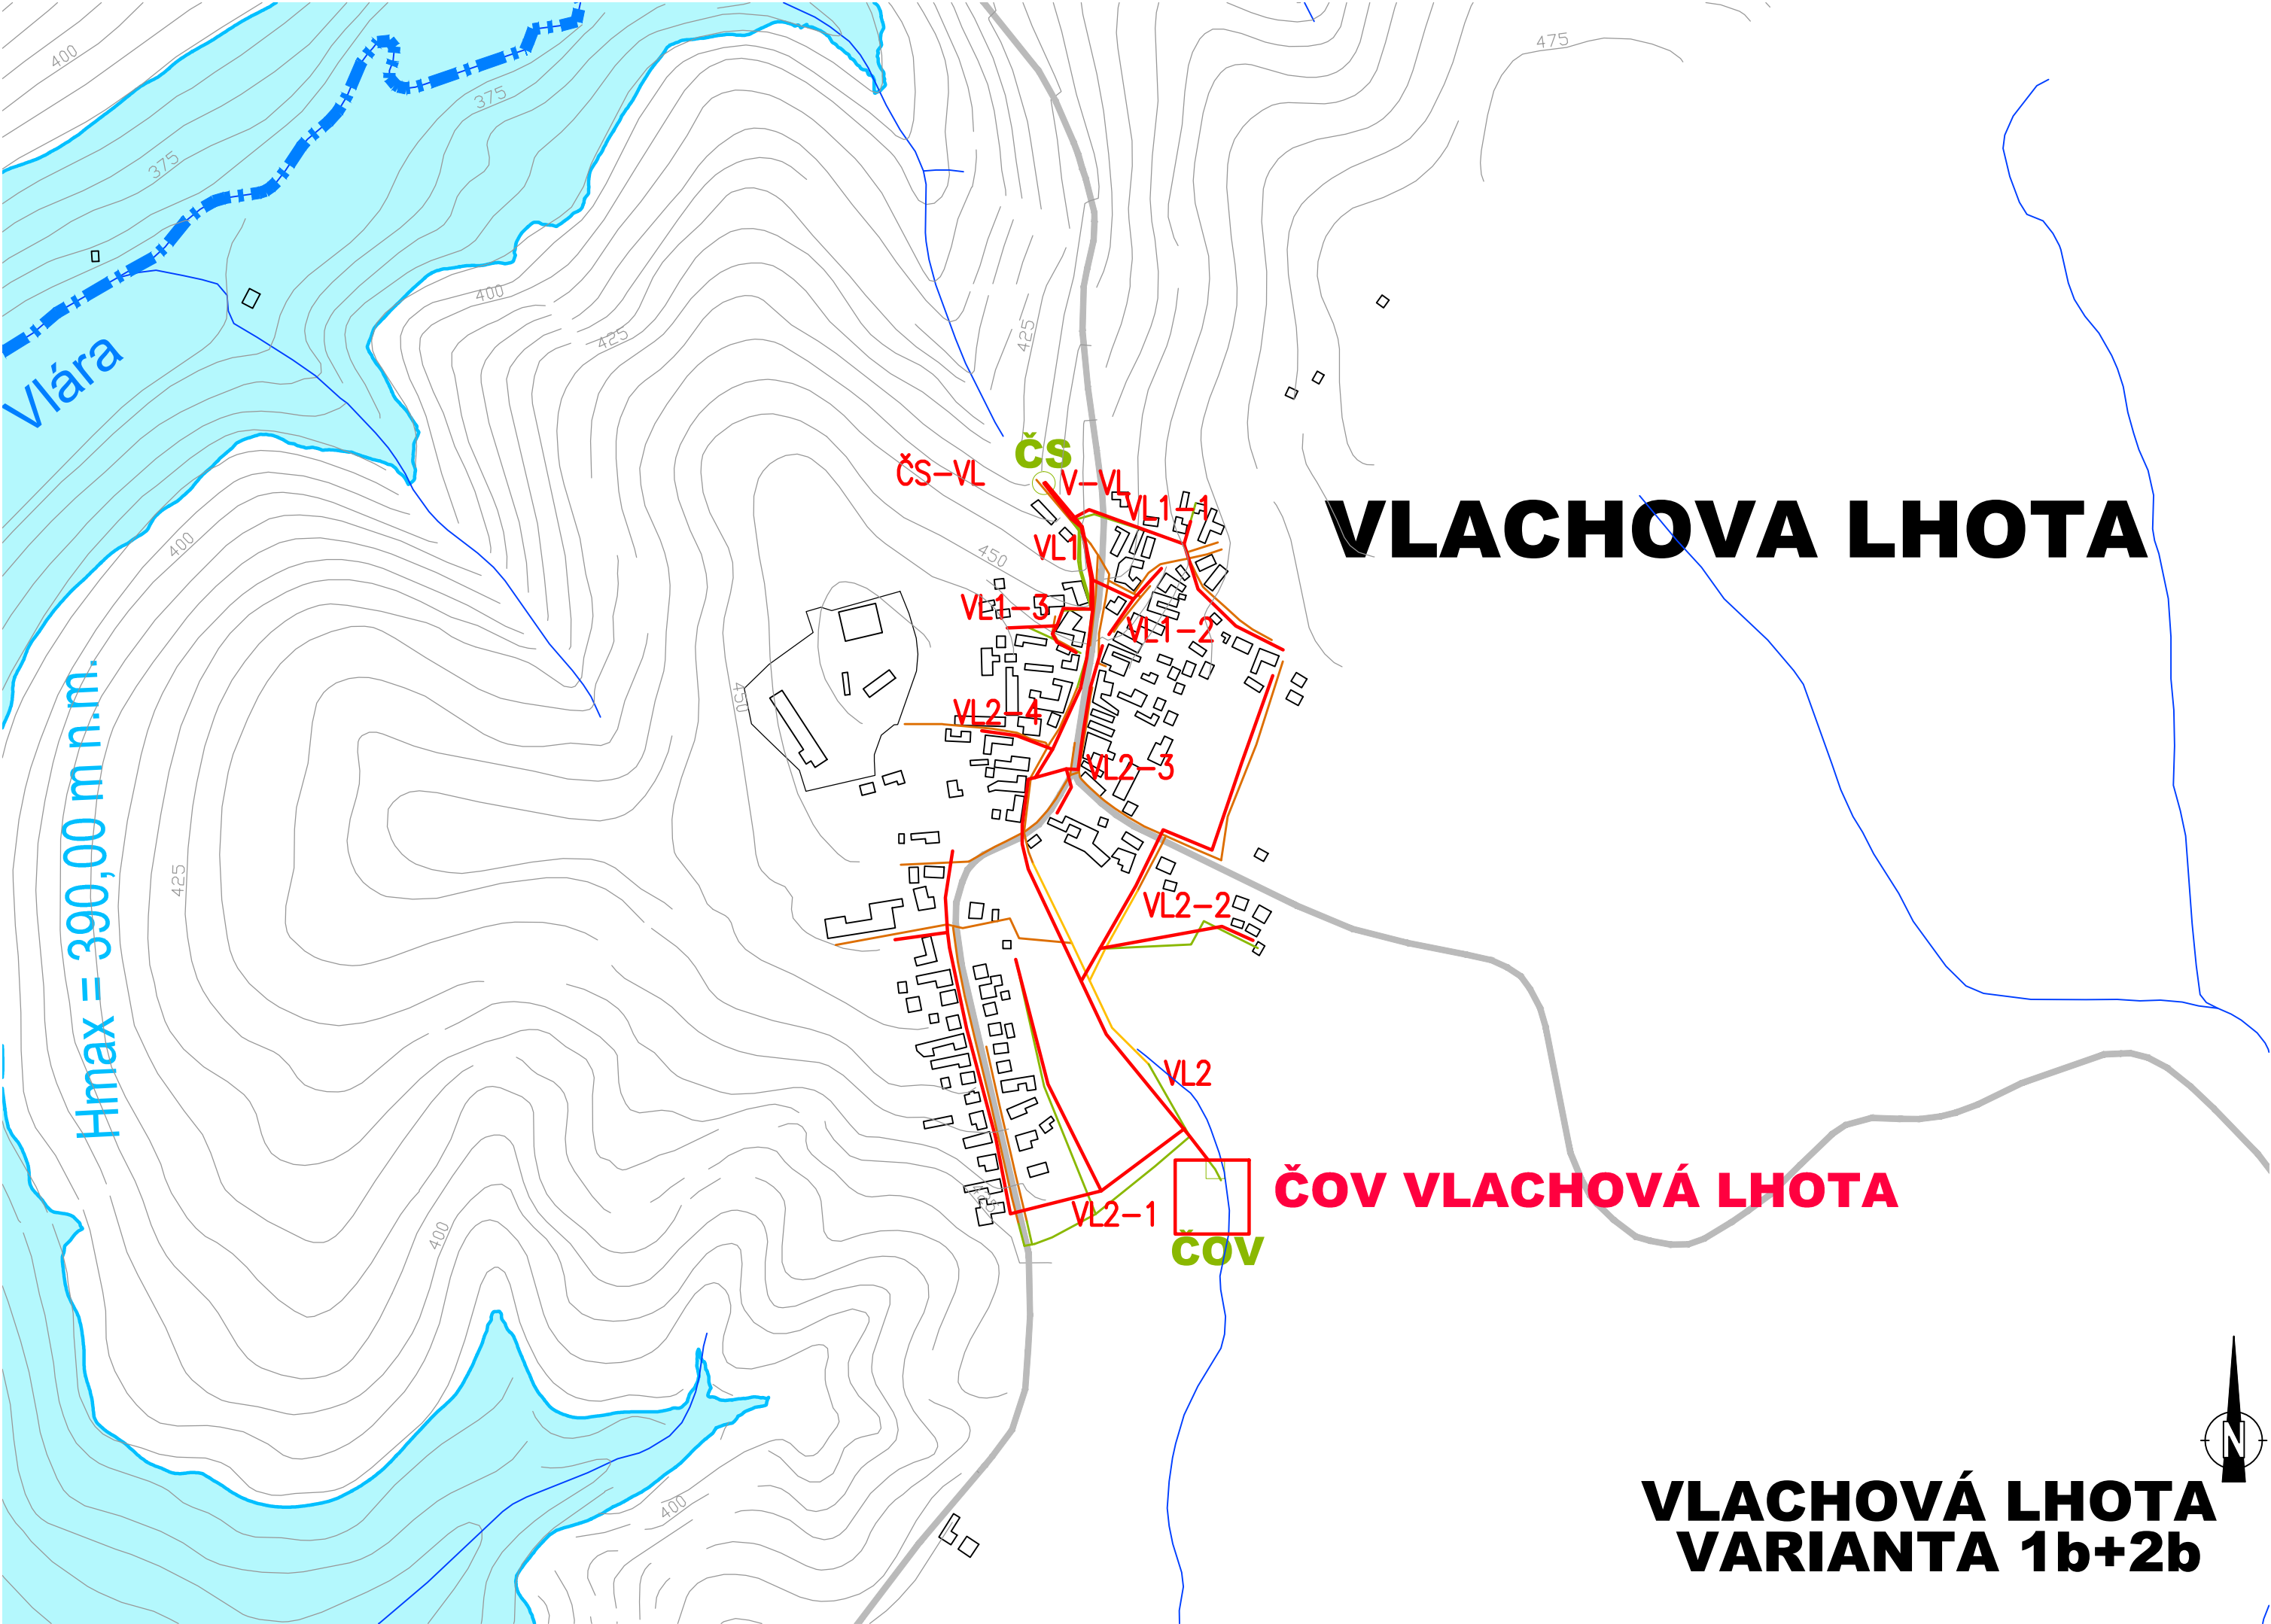 400
475
375
375
400
425
425
Vlára
ČS
ČS-VL
V-VL
VL1-1
VLACHOVA LHOTA
VL1
400
450
VL1-3
VL1-2
450
VL2-4
VL2-3
Hmax = 390,00 m n.m.
425
VL2-2
VL2
ČOV VLACHOVÁ LHOTA
VL2-1
400
ČOV
N
400
VLACHOVÁ LHOTA
VARIANTA 1b+2b